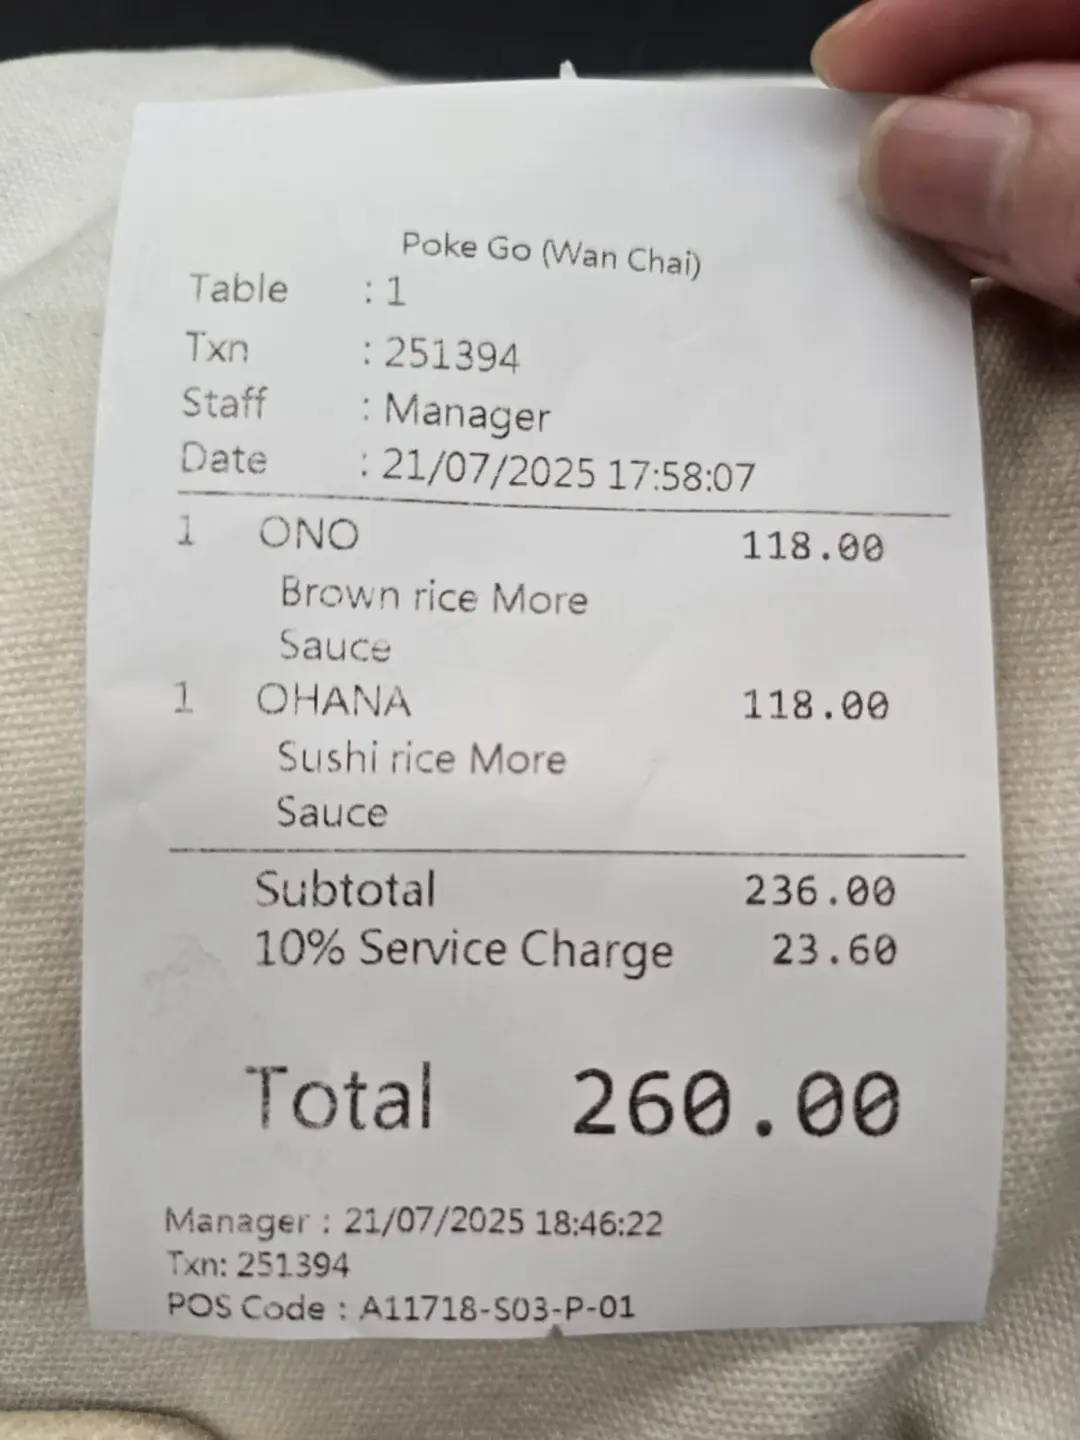 Poke Go (Wan Chai)
Table : 1
Txn : 251394
Staff : Manager
Date : 21/07/2025 17:58:07
1 ONO 118.00
Brown rice More
Sauce
1 OHANA 118.00
Sushi rice More
Sauce
Subtotal 236.00
10% Service Charge 23.60
Total 260.00
Manager : 21/07/2025 18:46:22
Txn: 251394
POS Code : A11718-S03-P-01